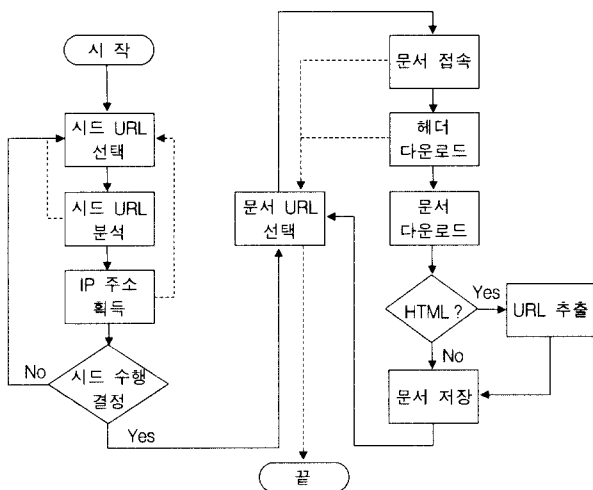 시 작
시드 URL
선택
시드 URL
분석
IP 주소
획득
No
시드 수행
결정
Yes
문서 URL
선택
문서 접속
헤더
다운로드
문서
다운로드
HTML ?
Yes
URL 추출
No
문서 저장
끝